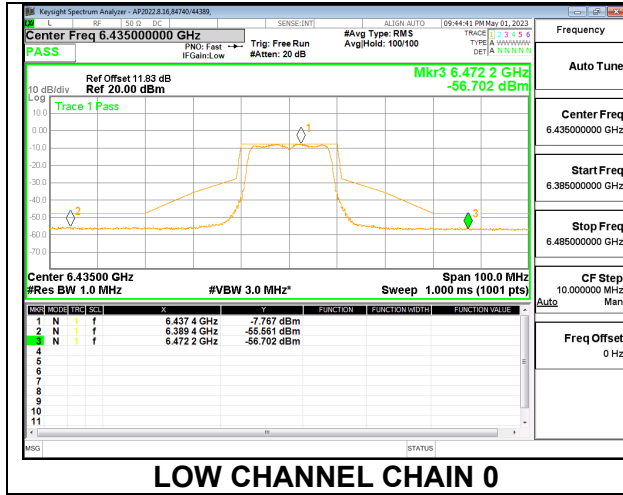 Keysight Spectrum Analyzer - AP2022.8.16,84740/44389,
L RF 50 Ω DC SENSE:INT ALIGN AUTO 09:44:41 PM May 01, 2023
Center Freq 6.435000000 GHz #Avg Type: RMS TRACE 1 2 3 4 5 6
PASS PNO: Fast Trig: Free Run Avg|Hold: 100/100 TYPE A WWWWW
IFGain:Low #Atten: 20 dB DET A N N N N N
Mkr3 6.472 2 GHz
Ref Offset 11.83 dB
10 dB/div Ref 20.00 dBm -56.702 dBm
Log
Trace 1 Pass
10.0
0.00
-10.0
-20.0
-30.0
-40.0
-50.0
-60.0
-70.0
1
2
3
Center 6.43500 GHz Span 100.0 MHz
#Res BW 1.0 MHz #VBW 3.0 MHz* Sweep 1.000 ms (1001 pts)
MKR MODE TRC SCL X Y FUNCTION FUNCTION WIDTH FUNCTION VALUE
1 N 1 f 6.437 4 GHz -7.767 dBm
2 N 1 f 6.389 4 GHz -55.561 dBm
3 N 1 f 6.472 2 GHz -56.702 dBm
4
5
6
7
8
9
10
11
MSG STATUS
Frequency
Auto Tune
Center Freq
6.435000000 GHz
Start Freq
6.385000000 GHz
Stop Freq
6.485000000 GHz
CF Step
10.000000 MHz
Auto Man
Freq Offset
0 Hz
LOW CHANNEL CHAIN 0